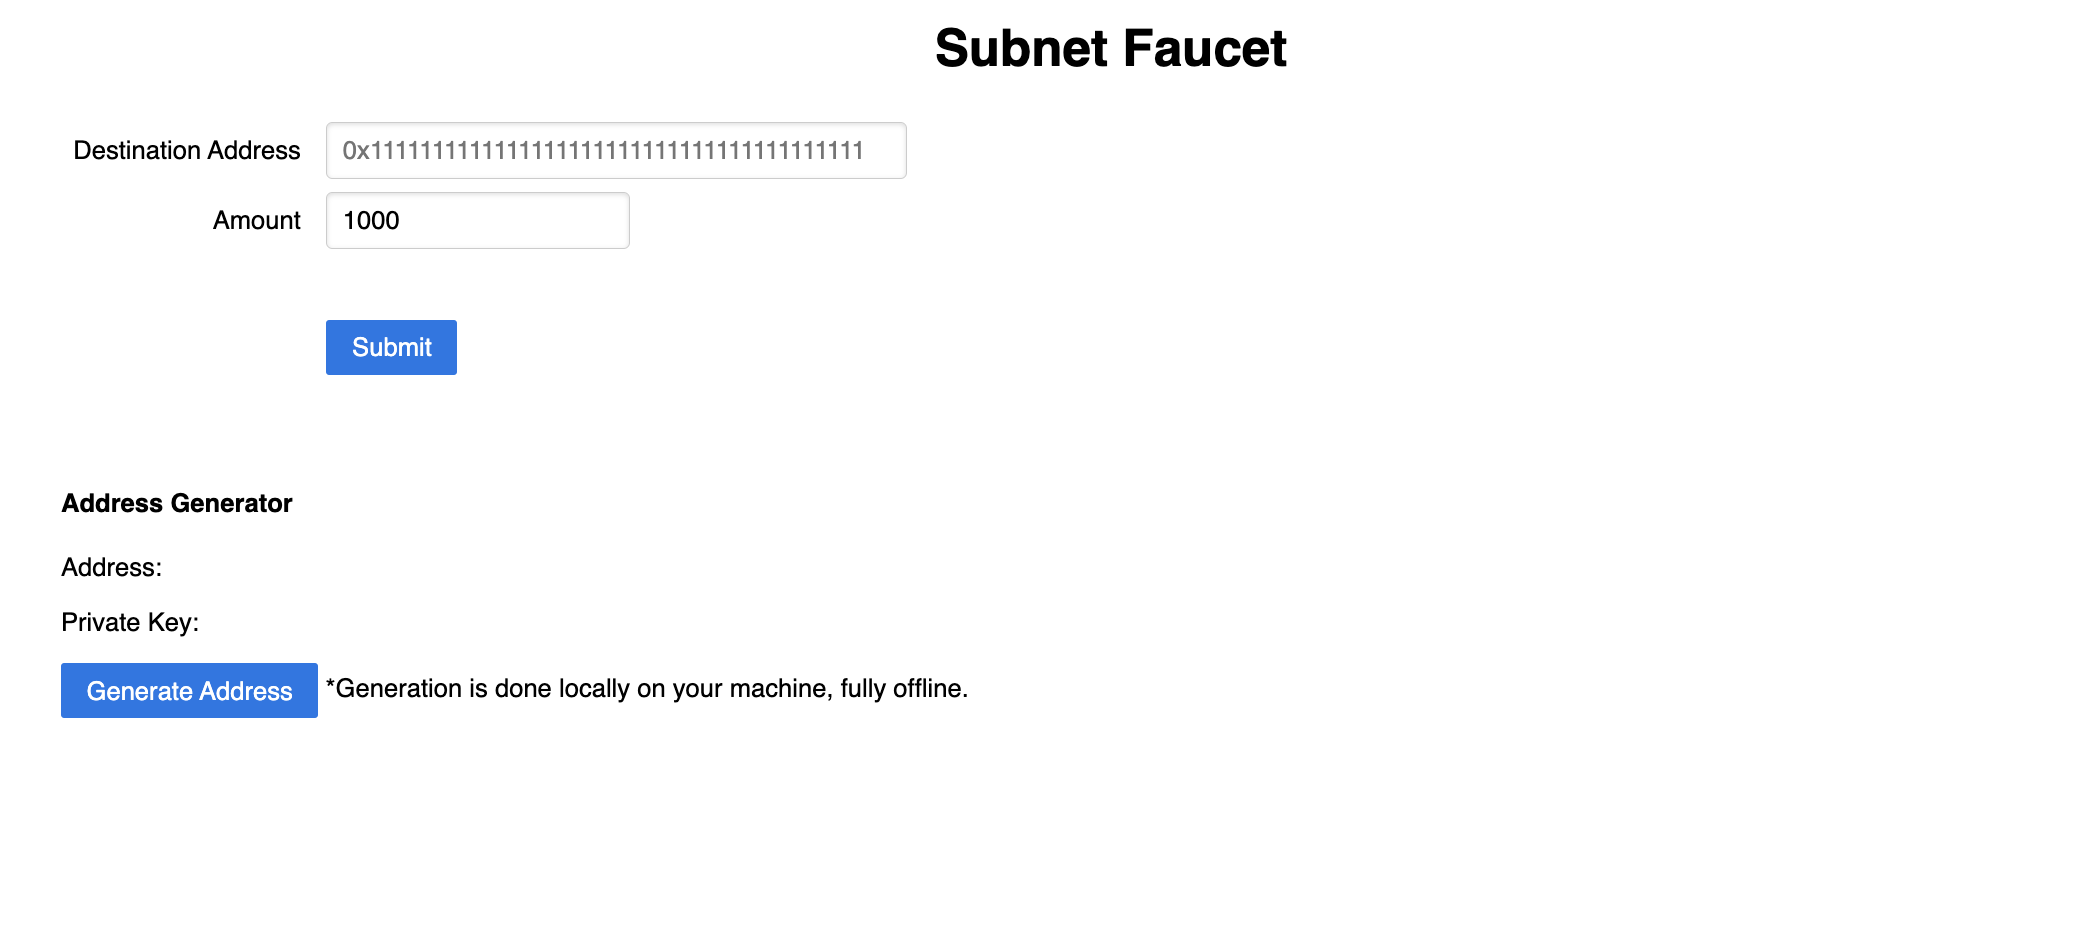 Subnet Faucet
Destination Address 0x1111111111111111111111111111111111111111
Amount 1000
Submit
Address Generator
Address:
Private Key:
Generate Address *Generation is done locally on your machine, fully offline.